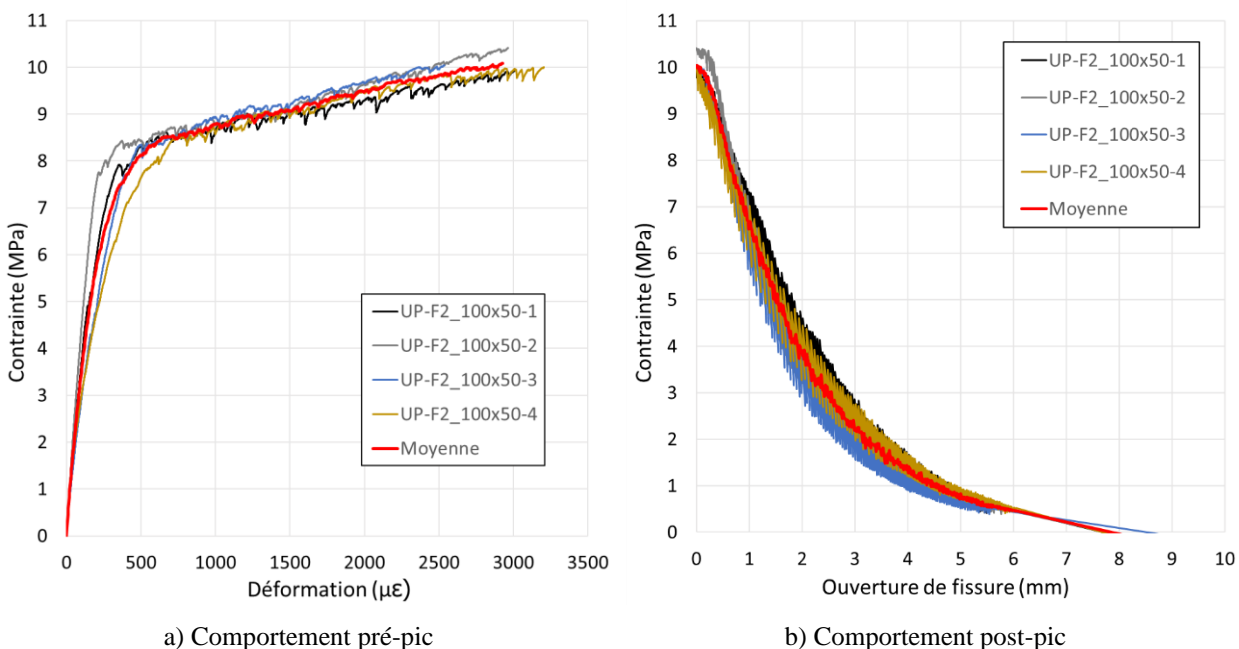 11
10
9
8
7
6
5
4
3
2
1
0
Contrainte (MPa)
0 500 1000 1500 2000 2500 3000 3500
Déformation (µε)
UP-F2_100x50-1
UP-F2_100x50-2
UP-F2_100x50-3
UP-F2_100x50-4
Moyenne
a) Comportement pré-pic
11
10
9
8
7
6
5
4
3
2
1
0
Contrainte (MPa)
0 1 2 3 4 5 6 7 8 9 10
Ouverture de fissure (mm)
UP-F2_100x50-1
UP-F2_100x50-2
UP-F2_100x50-3
UP-F2_100x50-4
Moyenne
b) Comportement post-pic